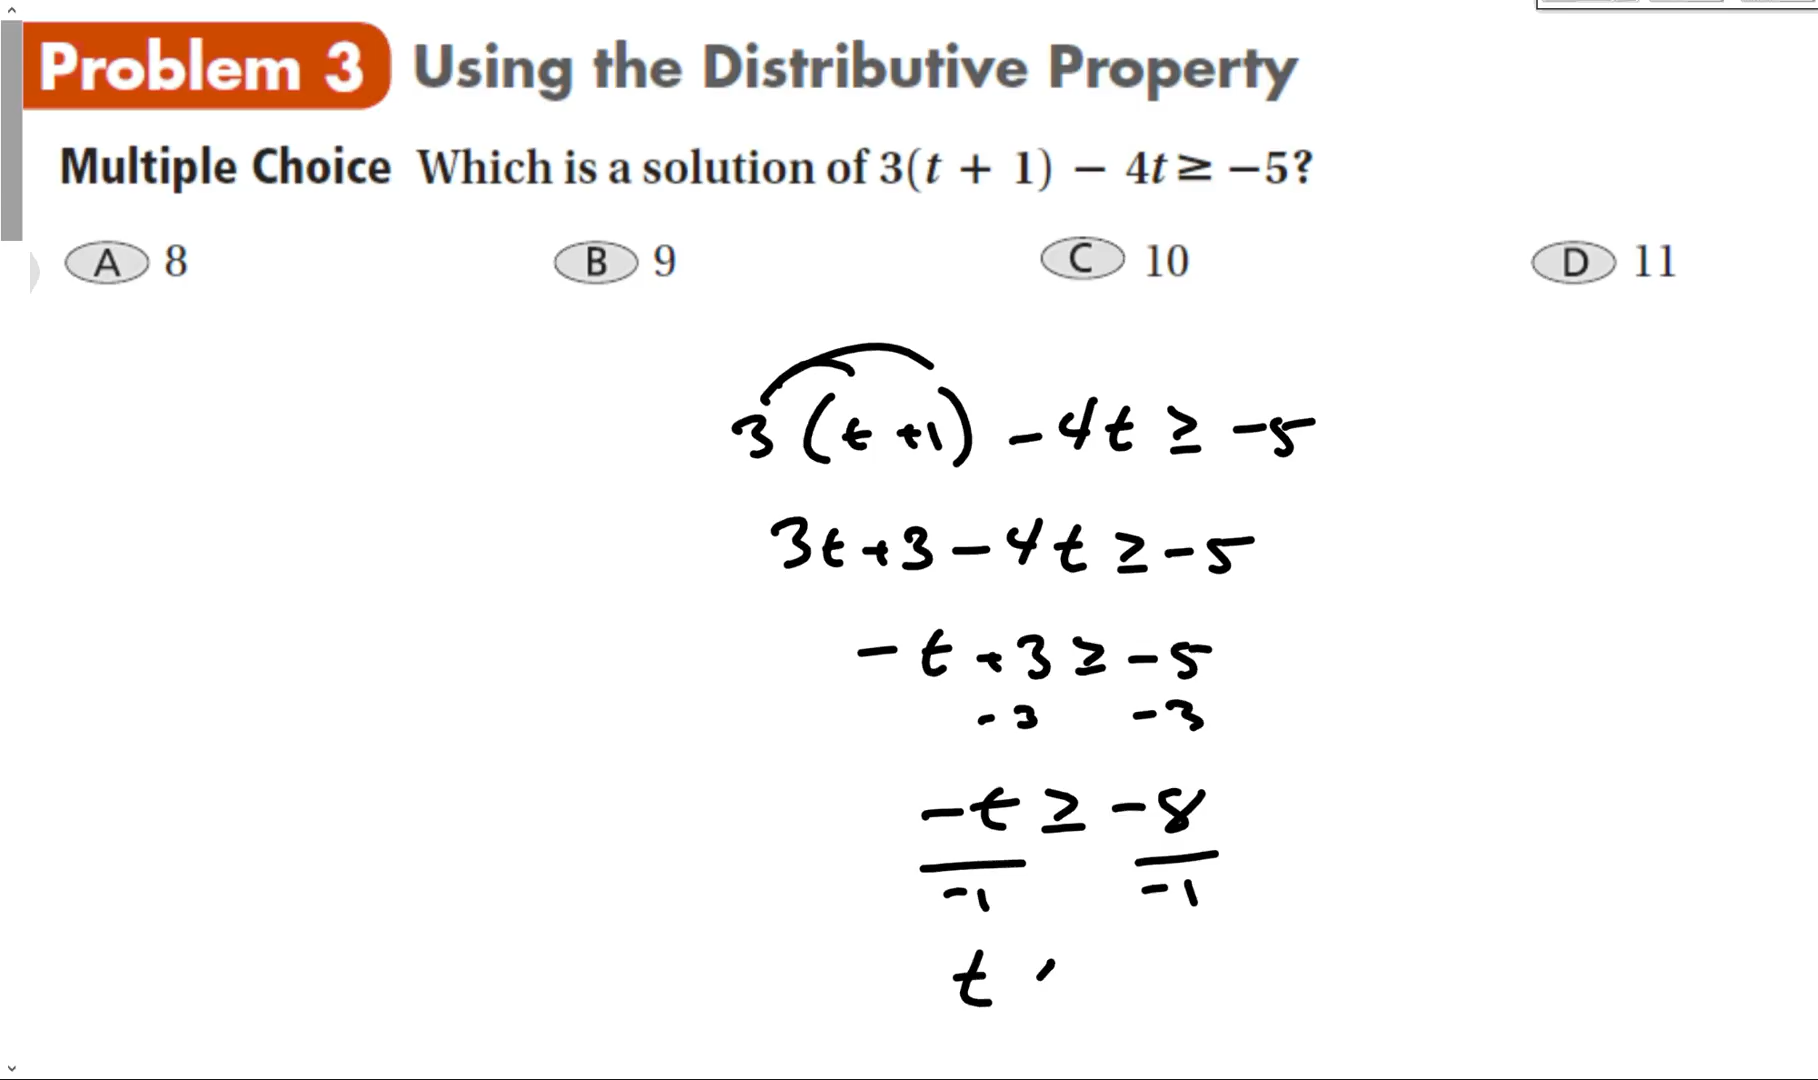 Problem 3 Using the Distributive Property
Multiple Choice Which is a solution of 3(t + 1) − 4t ≥ −5?
A 8 B 9 C 10 D 11
3(t+1) -4t ≥ -5
3t+3-4t ≥ -5
-t+3 ≥ -5
-3 -3
-t ≥ -8
-1 -1
t